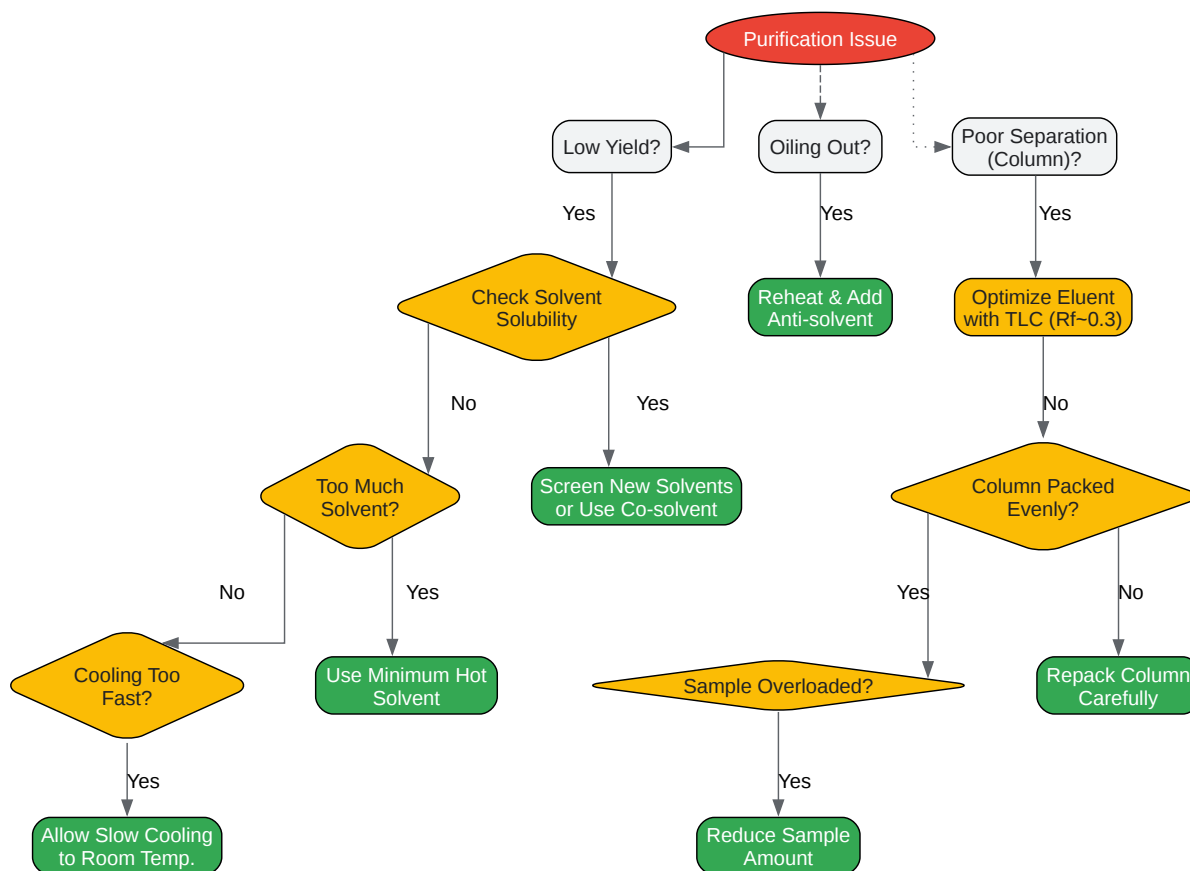 Purification Issue
Low Yield?
Oiling Out?
Poor Separation
(Column)?
Yes
Yes
Yes
Check Solvent
Solubility
Reheat & Add
Anti-solvent
Optimize Eluent
with TLC (Rf~0.3)
No
Yes
No
Too Much
Solvent?
Screen New Solvents
or Use Co-solvent
Column Packed
Evenly?
No
Yes
Yes
No
Cooling Too
Fast?
Use Minimum Hot
Solvent
Sample Overloaded?
Repack Column
Carefully
Yes
Yes
Allow Slow Cooling
to Room Temp.
Reduce Sample
Amount